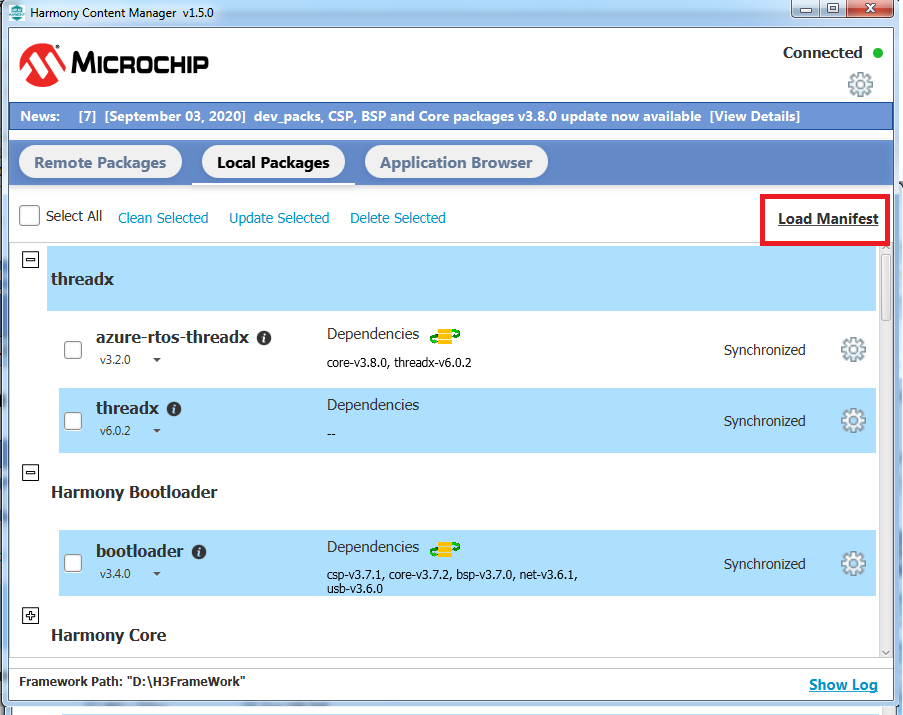 Harmony Content Manager v1.5.0
MICROCHIP
Connected
News: [7] [September 03, 2020] dev_packs, CSP, BSP and Core packages v3.8.0 update now available [View Details]
Remote Packages Local Packages Application Browser
Select All Clean Selected Update Selected Delete Selected Load Manifest
threadx
azure-rtos-threadx Dependencies
v3.2.0 core-v3.8.0, threadx-v6.0.2 Synchronized
threadx Dependencies
v6.0.2 -- Synchronized
Harmony Bootloader
bootloader Dependencies
v3.4.0 csp-v3.7.1, core-v3.7.2, bsp-v3.7.0, net-v3.6.1, Synchronized
usb-v3.6.0
Harmony Core
Framework Path: "D:\H3FrameWork"
Show Log